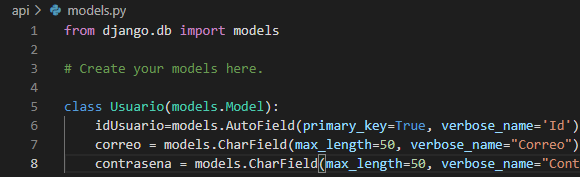 api > models.py
1 from django.db import models
2
3 # Create your models here.
4
5 class Usuario(models.Model):
6 idUsuario=models.AutoField(primary_key=True, verbose_name='Id')
7 correo = models.CharField(max_length=50, verbose_name="Correo")
8 contrasena = models.CharField(max_length=50, verbose_name="Cont